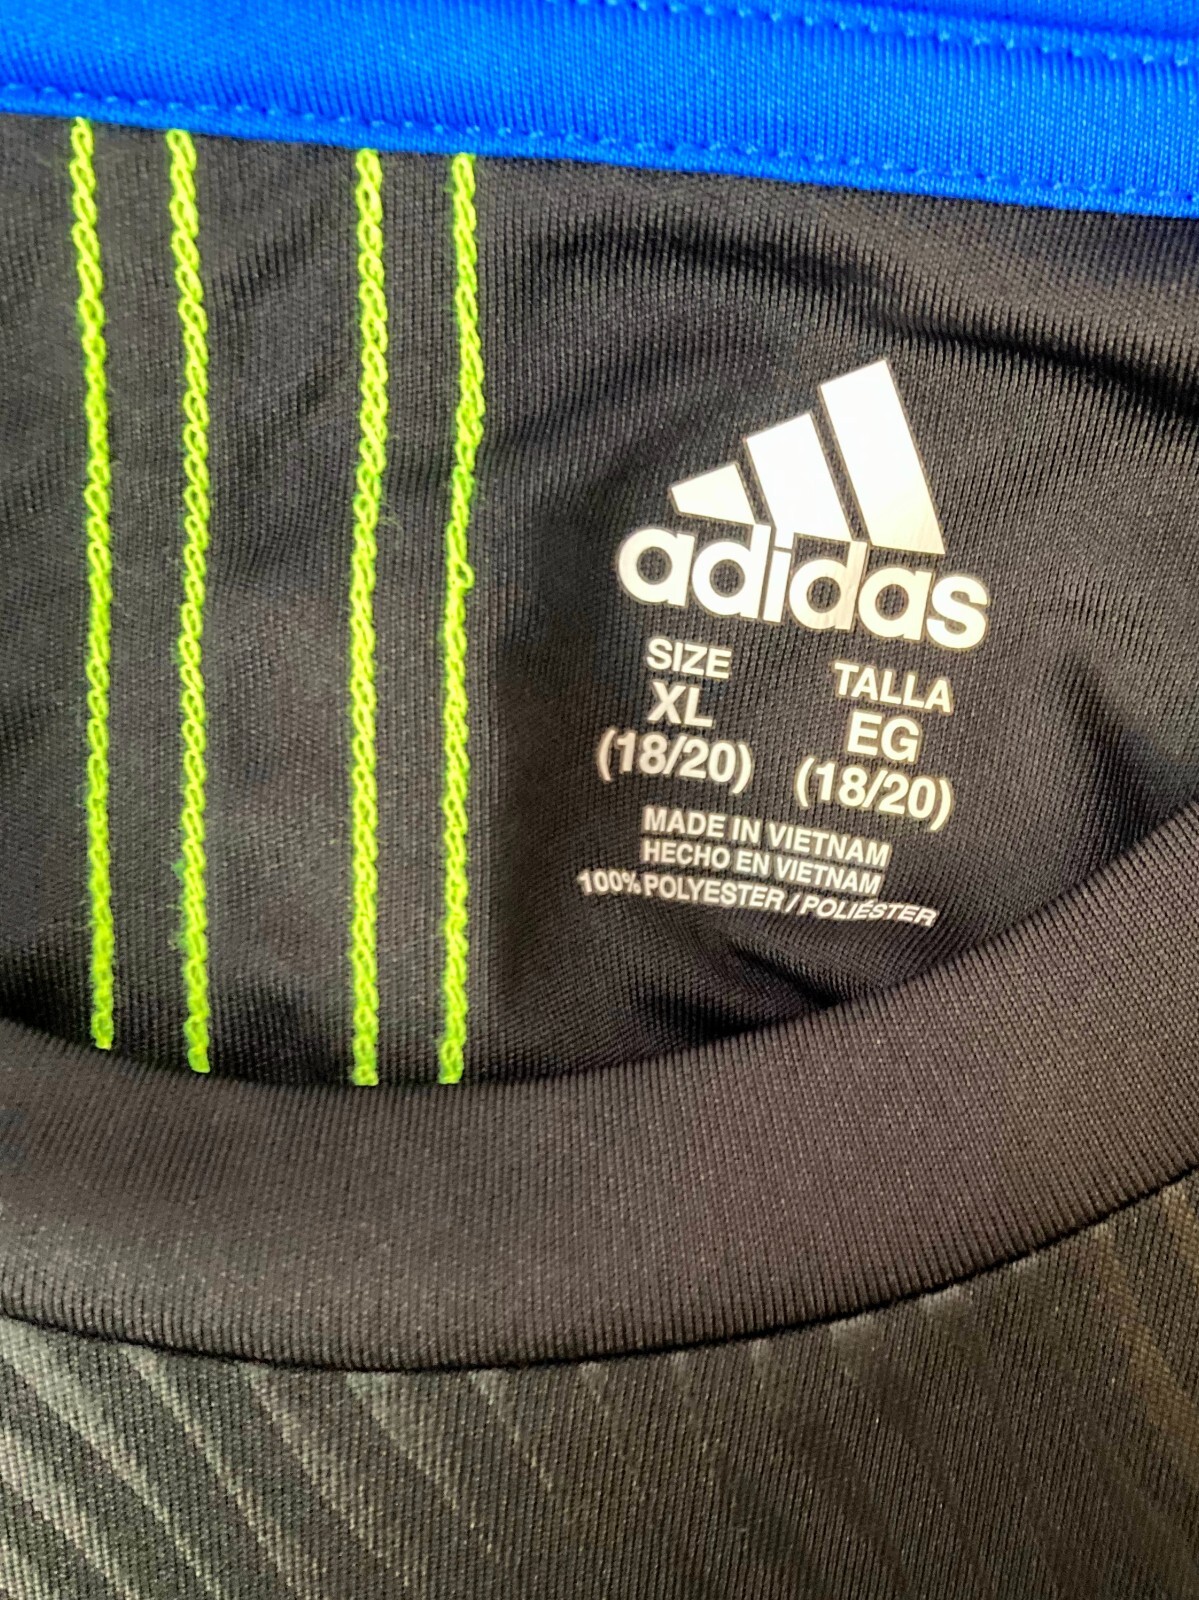 adidas
SIZE
XL
(18/20)
TALLA
EG
(18/20)
MADE IN VIETNAM
HECHO EN VIETNAM
100% POLYESTER / POLIÉSTER